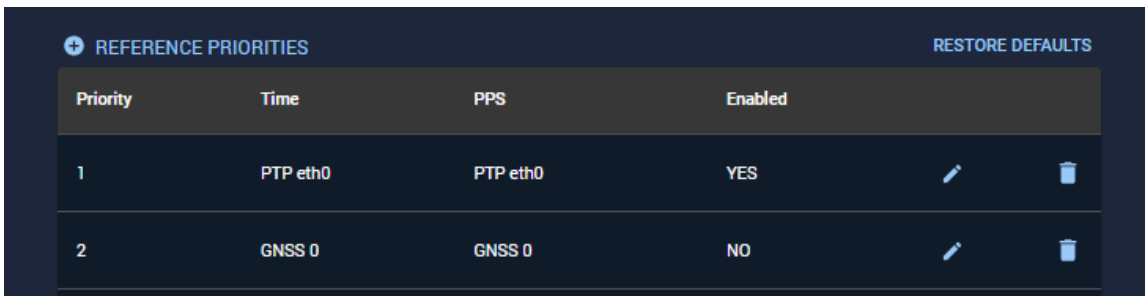 REFERENCE PRIORITIES RESTORE DEFAULTS
Priority Time PPS Enabled
1 PTP eth0 PTP eth0 YES
2 GNSS 0 GNSS 0 NO